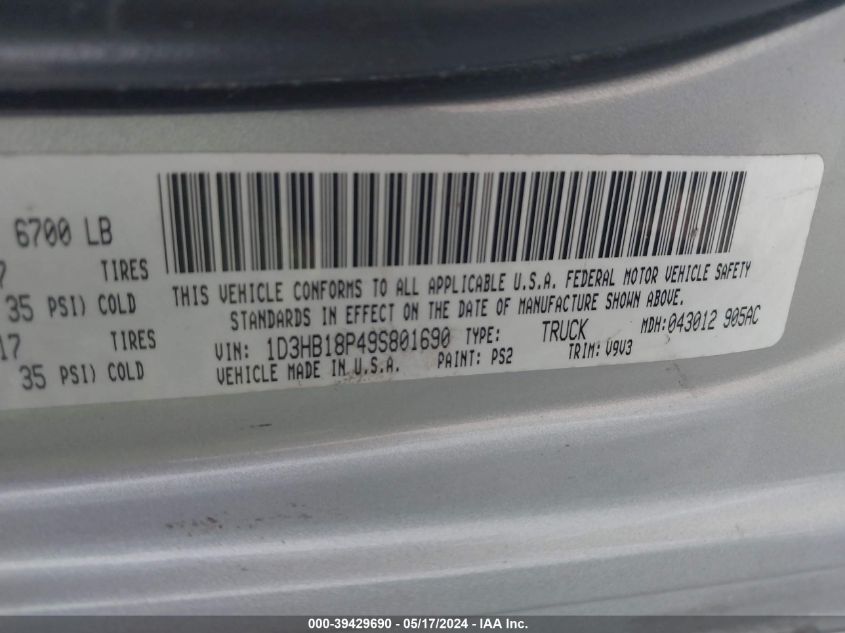 6700 LB
7 TIRES
35 PSI) COLD
17 TIRES
35 PSI) COLD
THIS VEHICLE CONFORMS TO ALL APPLICABLE U.S.A. FEDERAL MOTOR VEHICLE SAFETY
STANDARDS IN EFFECT ON THE DATE OF MANUFACTURE SHOWN ABOVE.
VIN: 1D3HB18P49S801690 TYPE: TRUCK MDH:043012 905AC
VEHICLE MADE IN U.S.A. PAINT: PS2 TRIM: V9V3
000-39429690 - 05/17/2024 - IAA Inc.